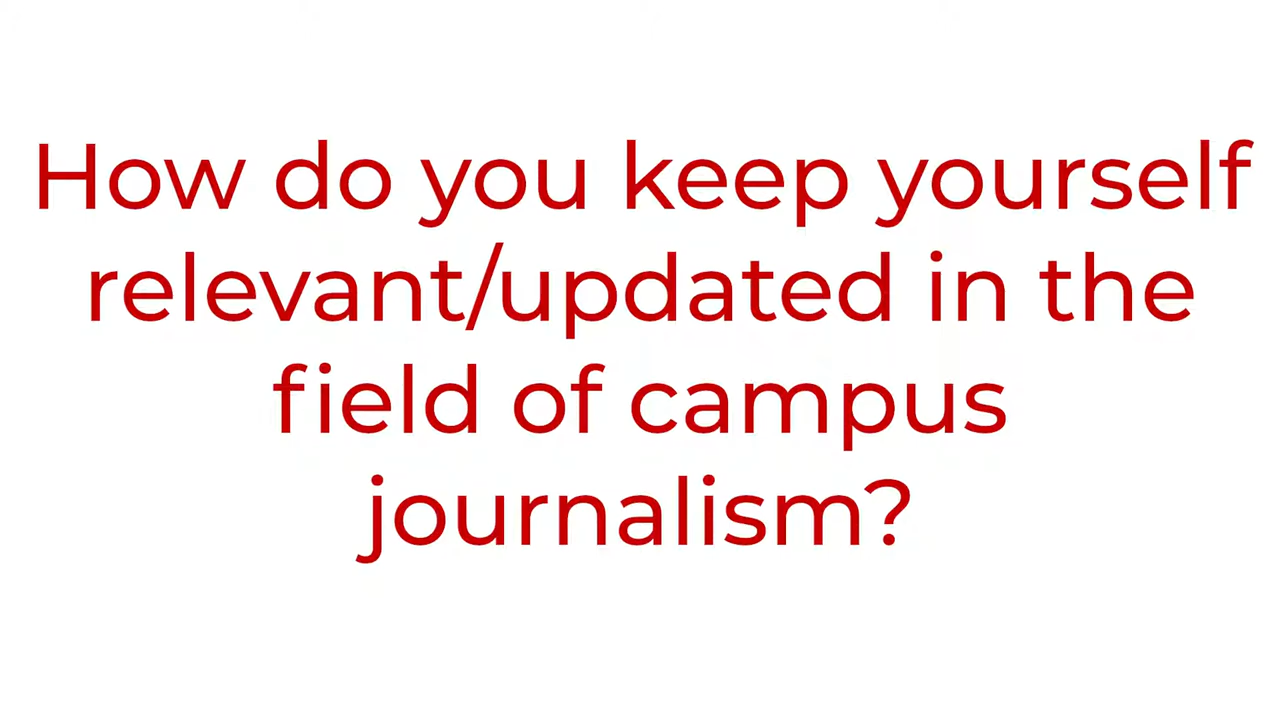 How do you keep yourself
relevant/updated in the
field of campus
journalism?